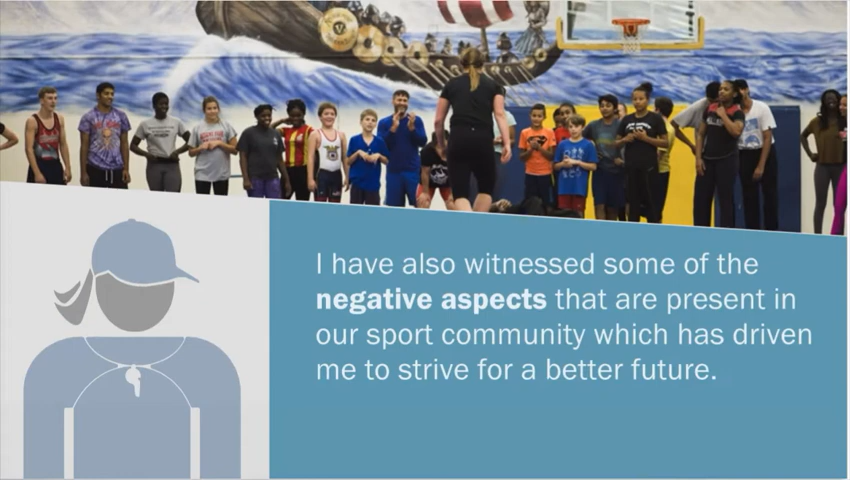 I have also witnessed some of the
negative aspects that are present in
our sport community which has driven
me to strive for a better future.